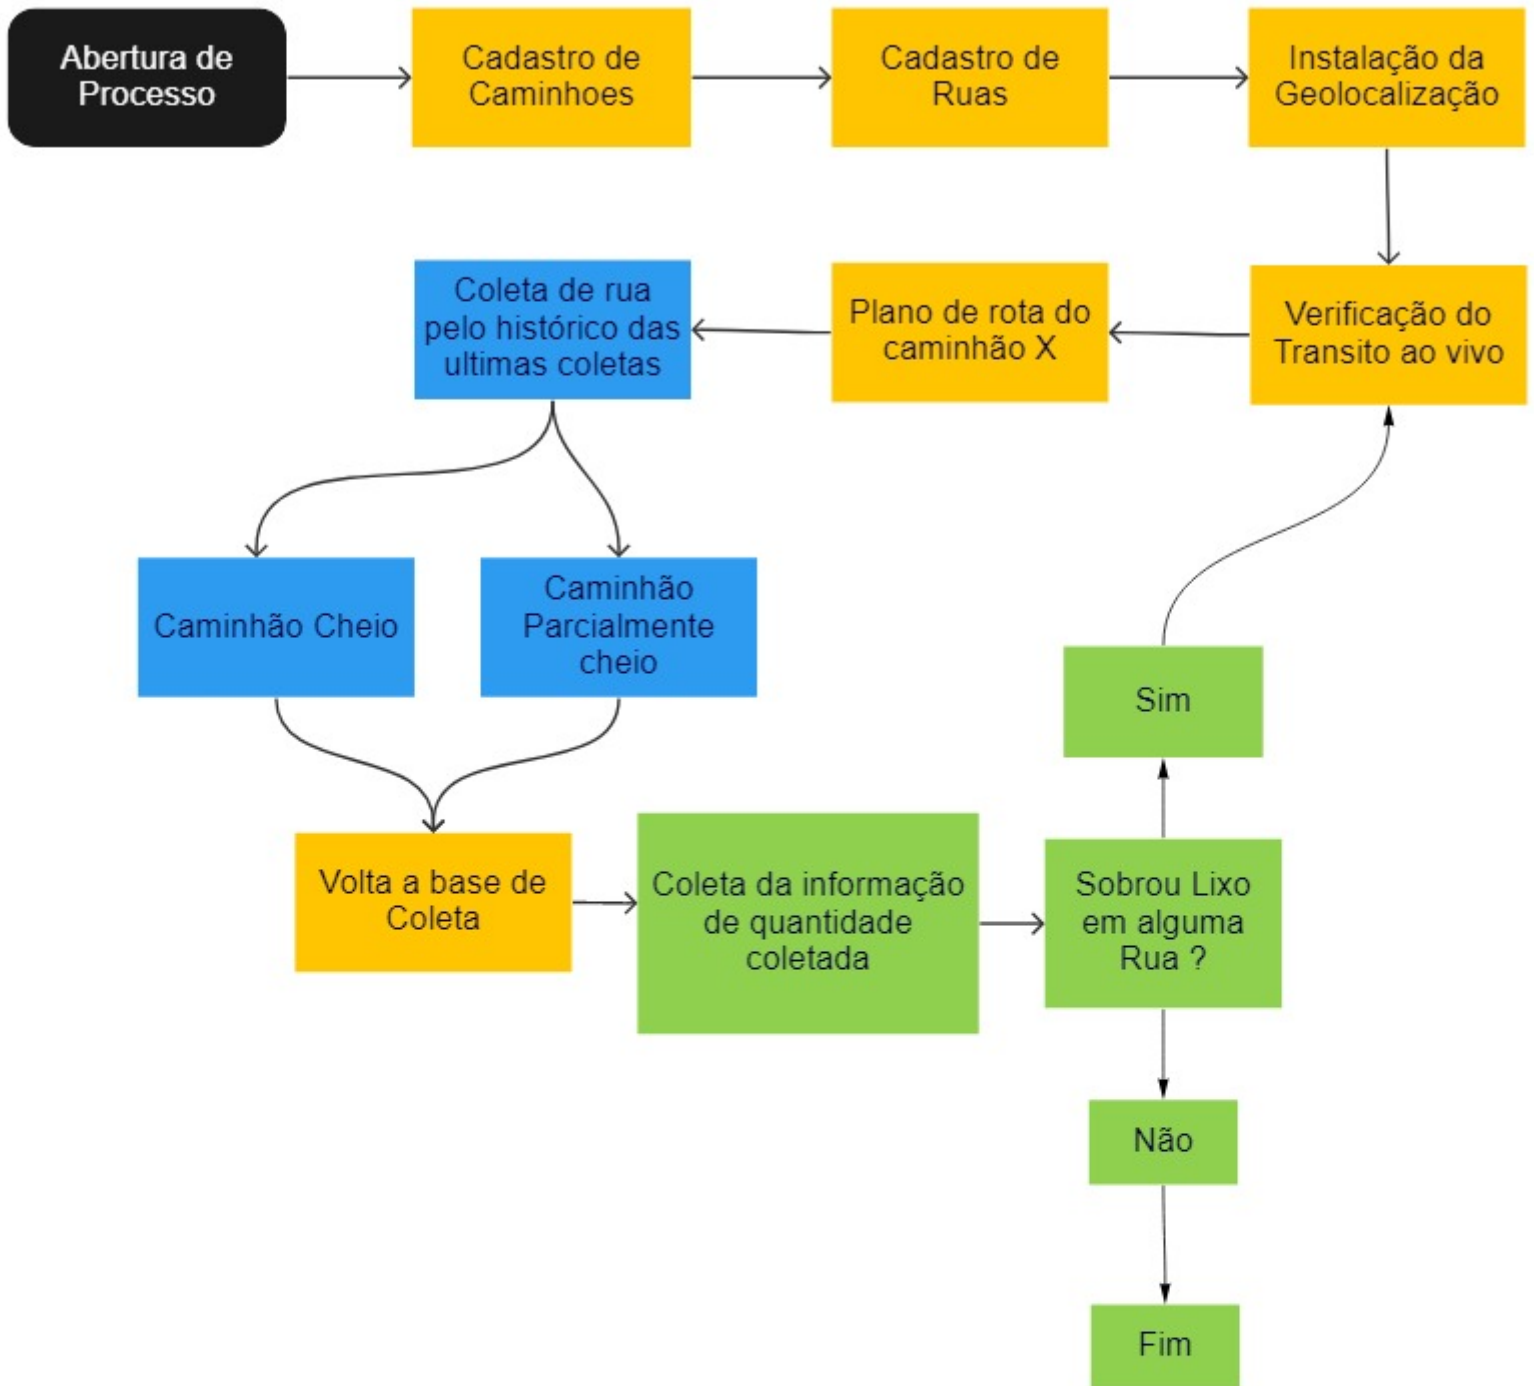 Abertura de
Processo
Cadastro de
Caminhoes
Cadastro de
Ruas
Instalação da
Geolocalização
Verificação do
Transito ao vivo
Plano de rota do
caminhão X
Coleta de rua
pelo histórico das
ultimas coletas
Caminhão Cheio
Caminhão
Parcialmente
cheio
Volta a base de
Coleta
Coleta da informação
de quantidade
coletada
Sobrou Lixo
em alguma
Rua ?
Sim
Não
Fim